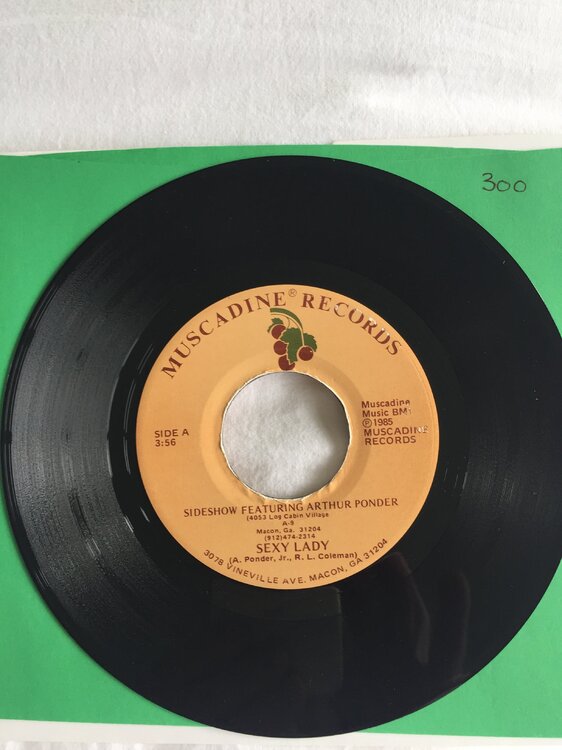 300
MUSCADINE® RECORDS
SIDE A
3:56
Muscadine
Music BMI
℗ 1985
MUSCADINE
RECORDS
SIDESHOW FEATURING ARTHUR PONDER
(4053 Log Cabin Village
A-9
Macon, Ga. 31204
(912)474-2314
SEXY LADY
(A. Ponder, Jr., R. L. Coleman)
3078 VINEVILLE AVE. MACON, GA 31204